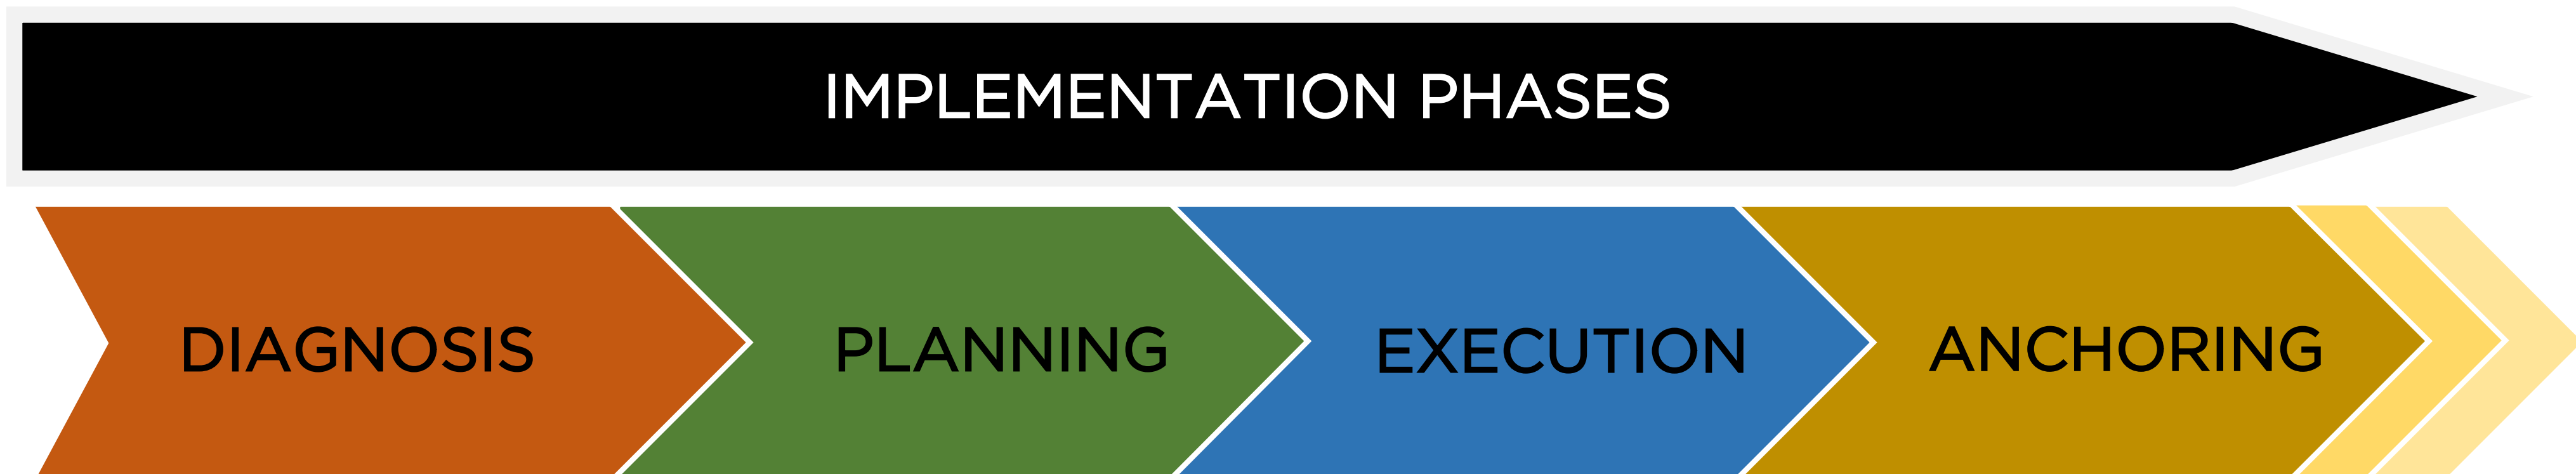 IMPLEMENTATION PHASES
DIAGNOSIS
PLANNING
EXECUTION
ANCHORING